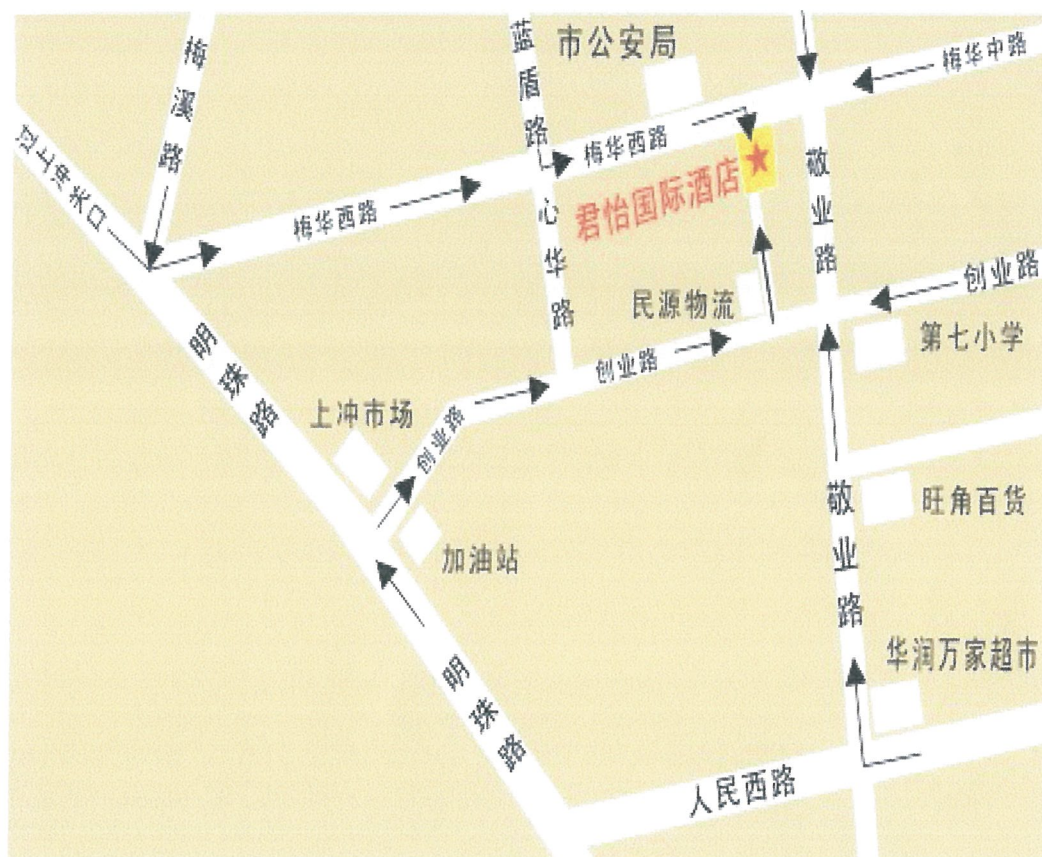 梅溪路
蓝盾路
市公安局
梅华中路
过上冲关口
梅华西路
敬业路
梅华西路
君怡国际酒店
心华路
创业路
民源物流
第七小学
明珠路
创业路
上冲市场
创业路
敬业路
旺角百货
加油站
华润万家超市
明珠路
人民西路